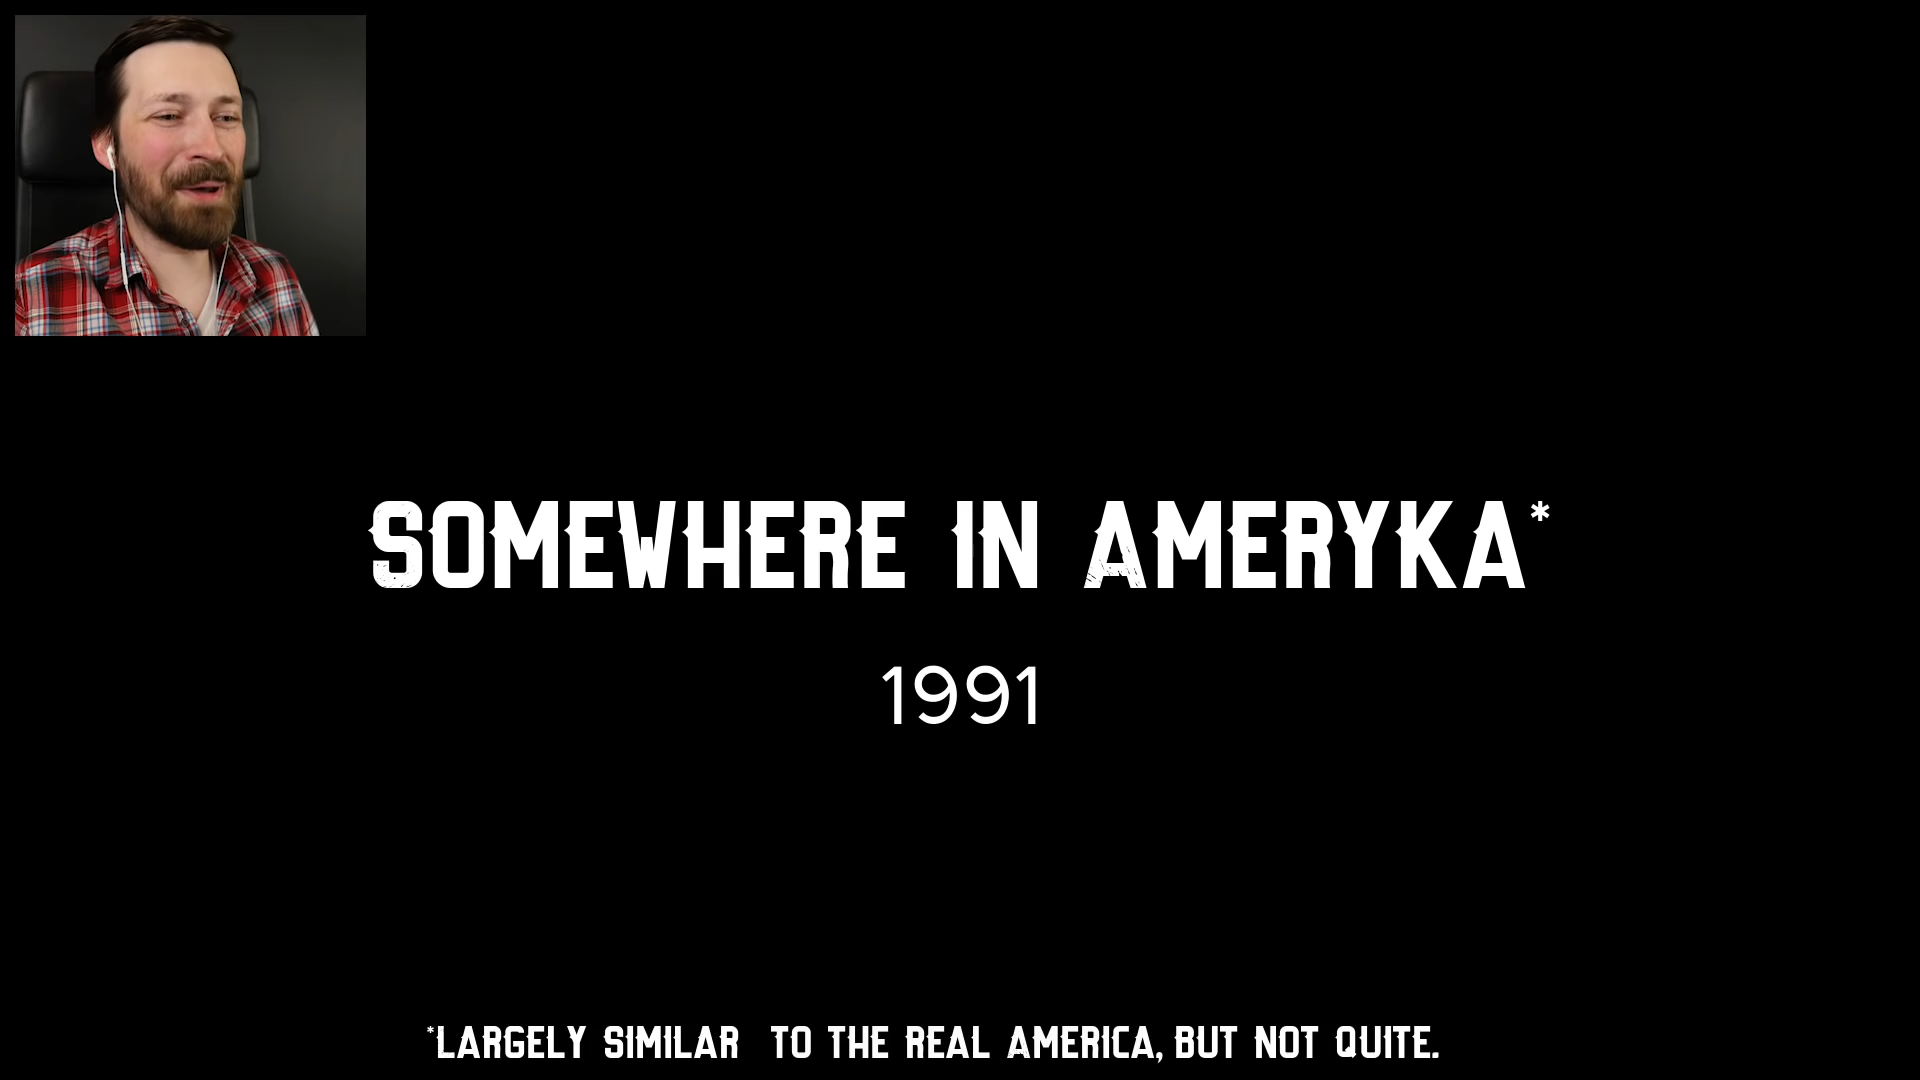 SOMEWHERE IN AMERYKA*
1991
*LARGELY SIMILAR TO THE REAL AMERICA, BUT NOT QUITE.